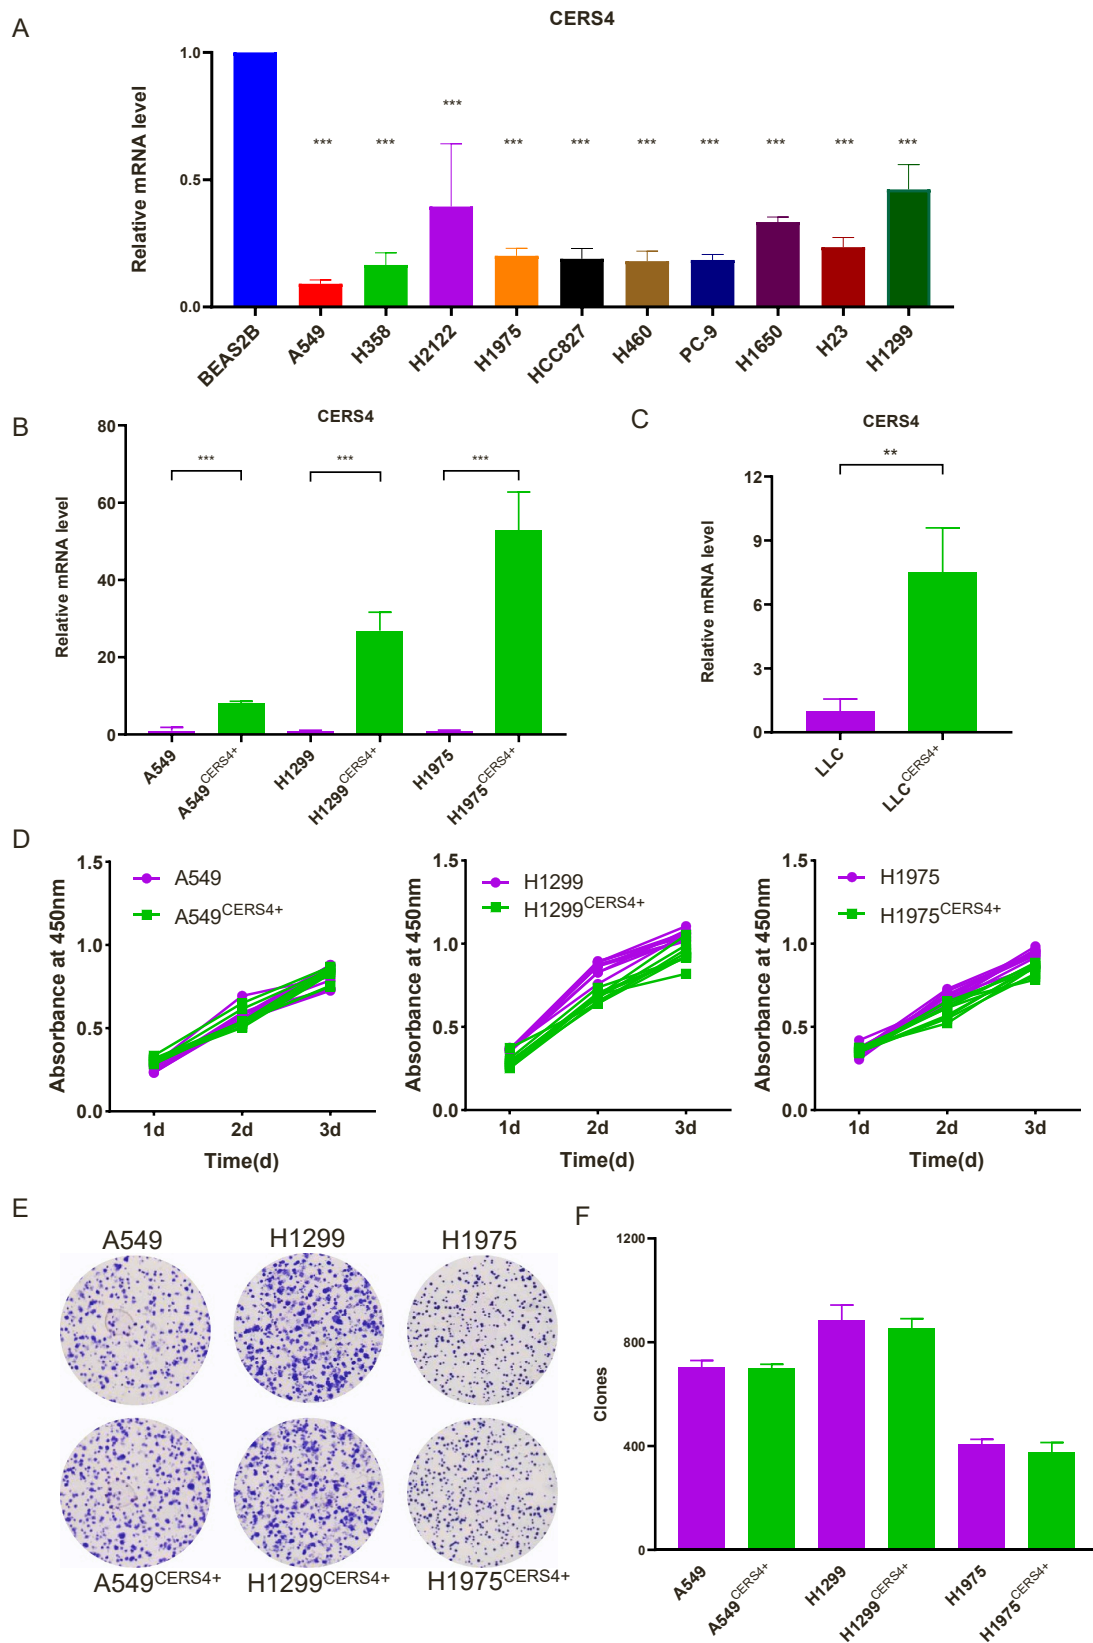 A
CERS4
Relative mRNA level
1.0
0.5
0.0
*** *** *** *** *** *** *** *** *** ***
BEAS2B A549 H358 H2122 H1975 HCC827 H460 PC-9 H1650 H23 H1299
B
CERS4
Relative mRNA level
80
60
40
20
0
*** *** ***
A549 A549CERS4+ H1299 H1299CERS4+ H1975 H1975CERS4+
C
CERS4
Relative mRNA level
12
9
6
3
0
**
LLC LLCCERS4+
D
Absorbance at 450nm
1.5
1.0
0.5
0.0
A549
A549CERS4+
1d 2d 3d
Time(d)
Absorbance at 450nm
1.5
1.0
0.5
0.0
H1299
H1299CERS4+
1d 2d 3d
Time(d)
Absorbance at 450nm
1.5
1.0
0.5
0.0
H1975
H1975CERS4+
1d 2d 3d
Time(d)
E
A549 H1299 H1975
A549CERS4+ H1299CERS4+ H1975CERS4+
F
Clones
1200
800
400
0
A549 A549CERS4+ H1299 H1299CERS4+ H1975 H1975CERS4+